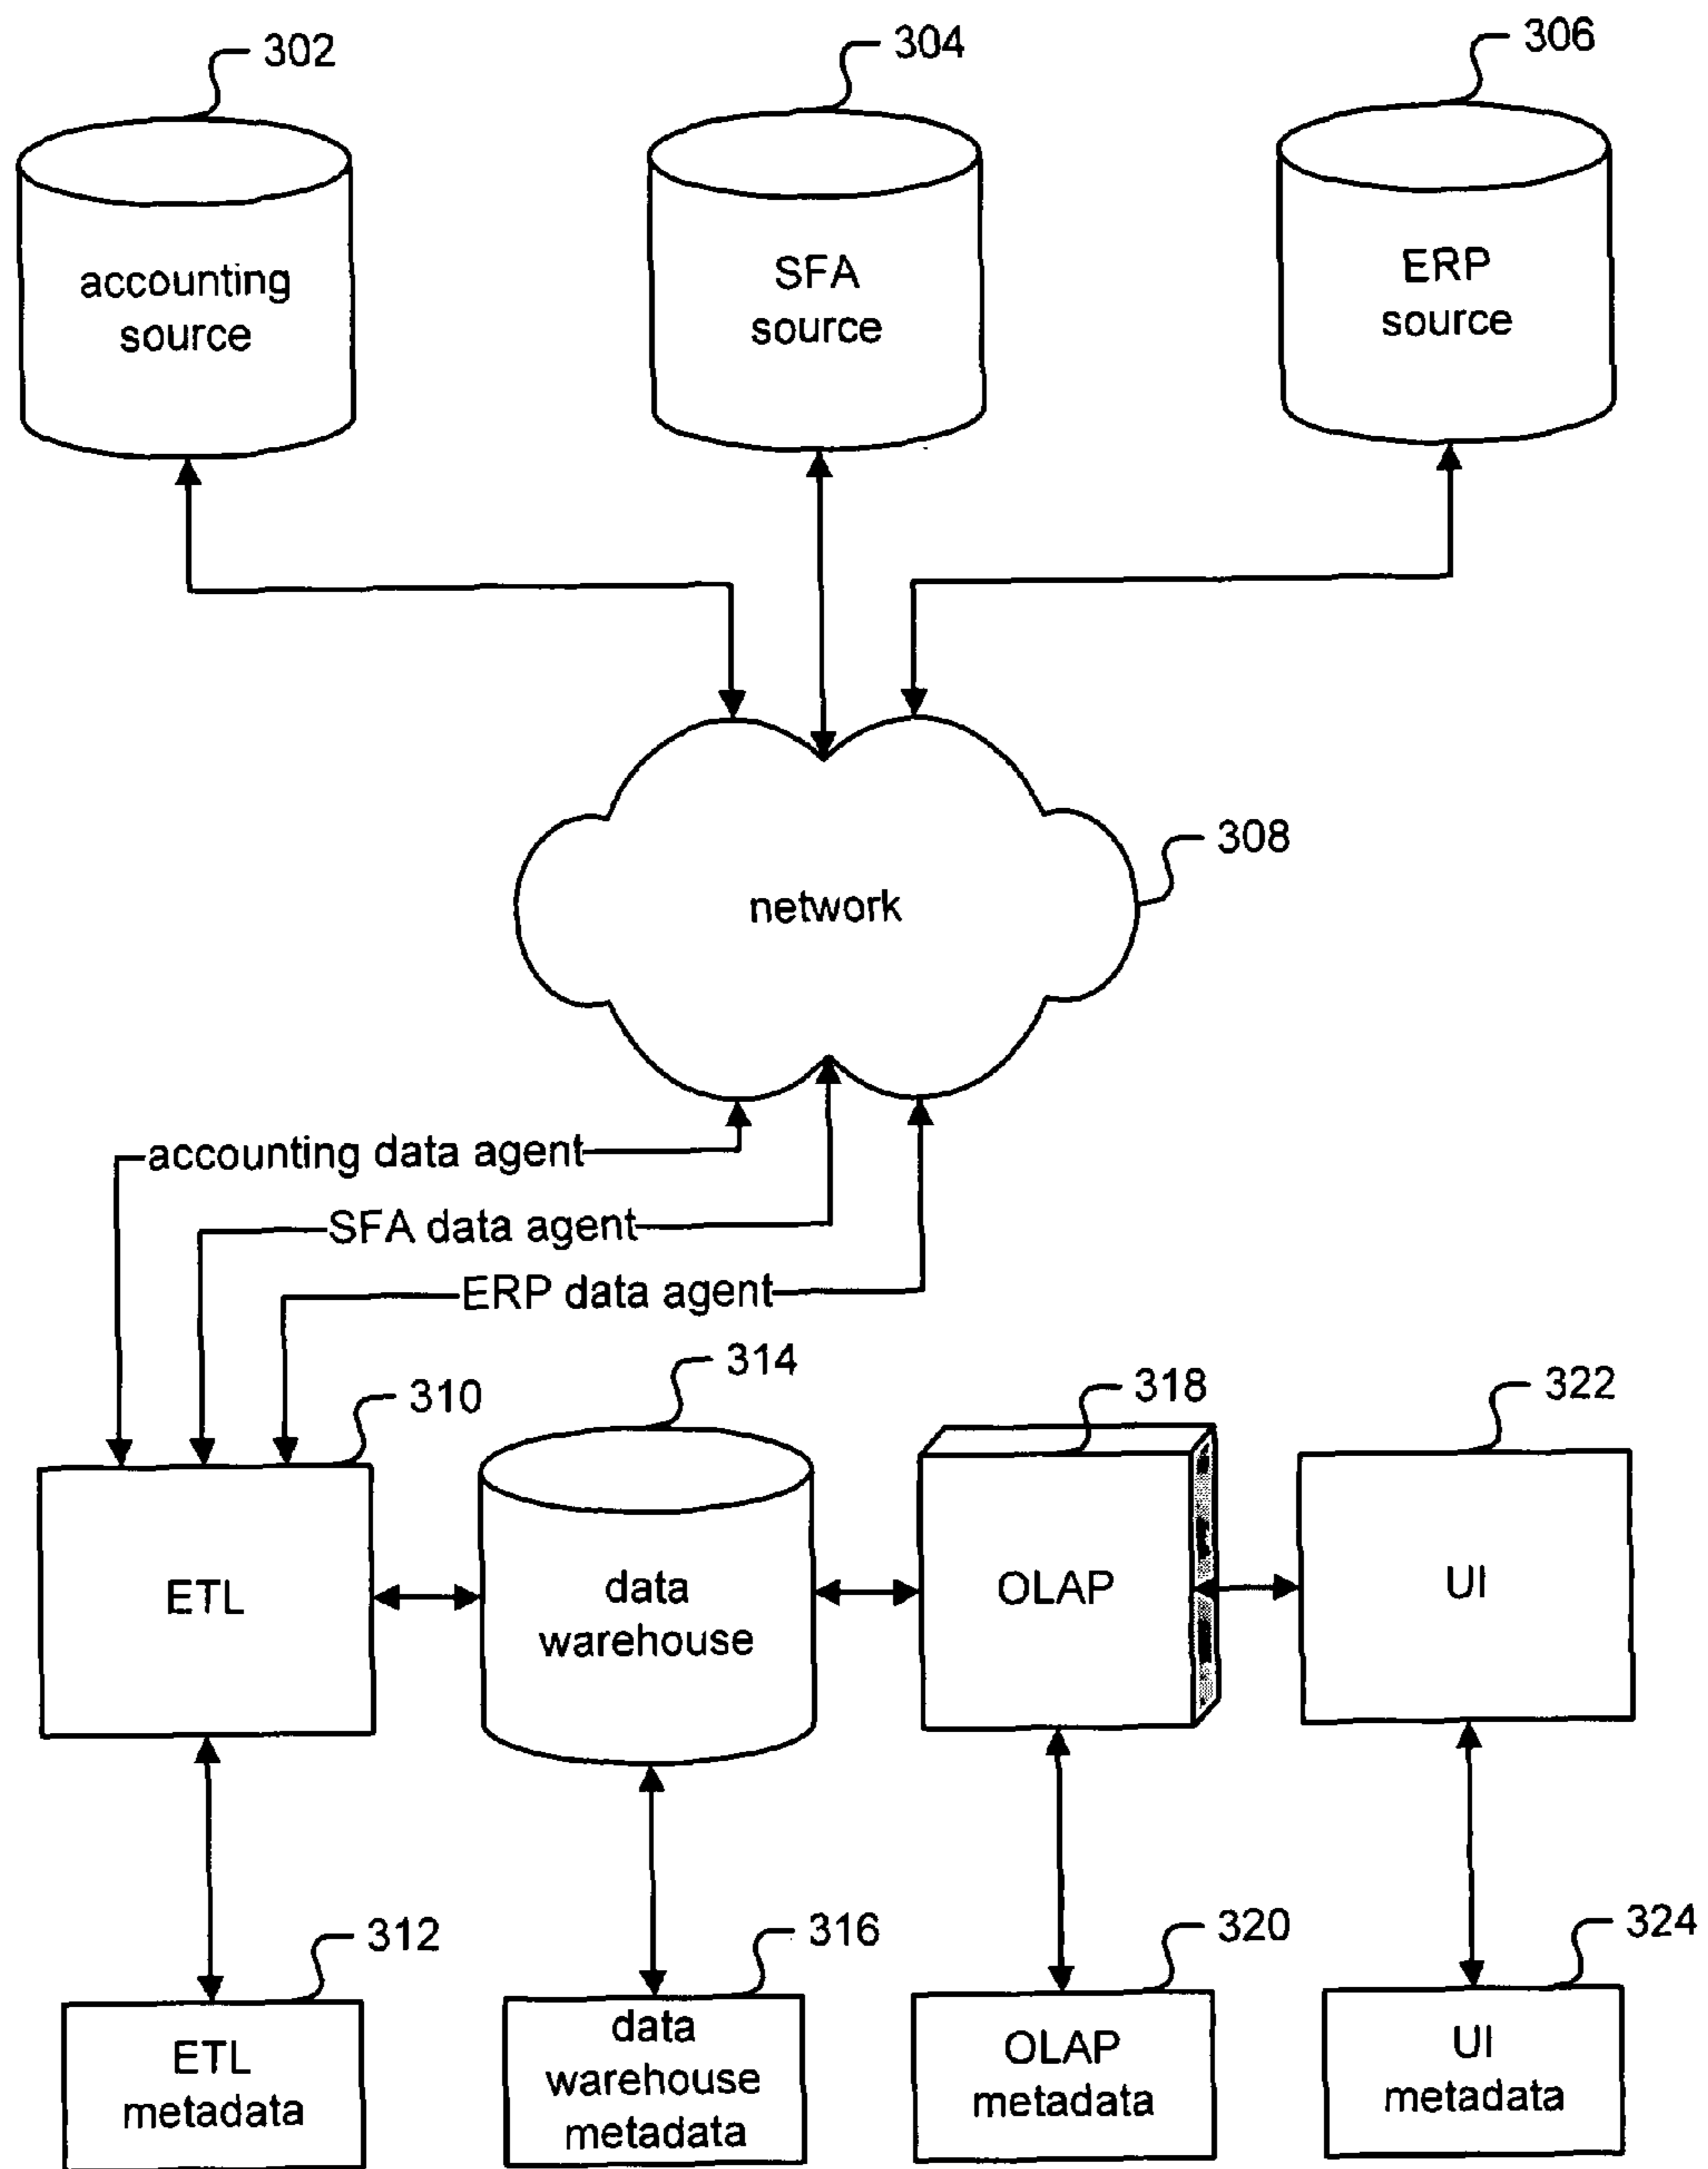 302
304
306
accounting
source
SFA
source
ERP
source
308
network
accounting data agent
SFA data agent
ERP data agent
310
314
318
322
ETL
data
warehouse
OLAP
UI
312
316
320
324
ETL
metadata
data
warehouse
metadata
OLAP
metadata
UI
metadata